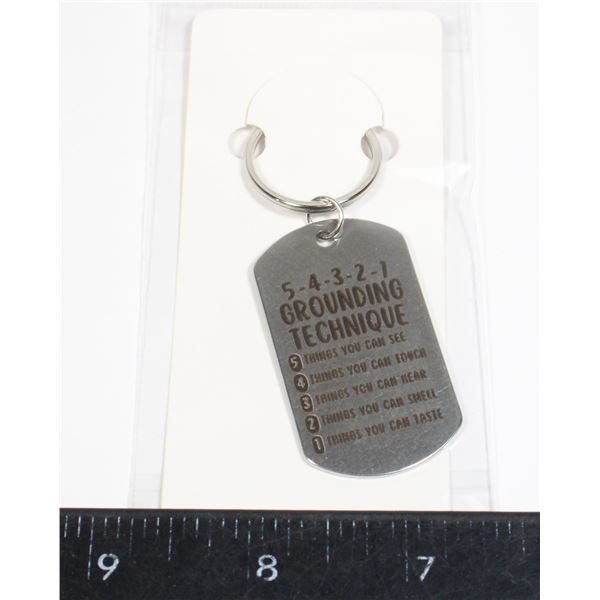 5-4-3-2-1
GROUNDING
TECHNIQUE
5 THINGS YOU CAN SEE
4 THINGS YOU CAN TOUCH
3 THINGS YOU CAN HEAR
2 THINGS YOU CAN SMELL
1 THINGS YOU CAN TASTE
9 8 7